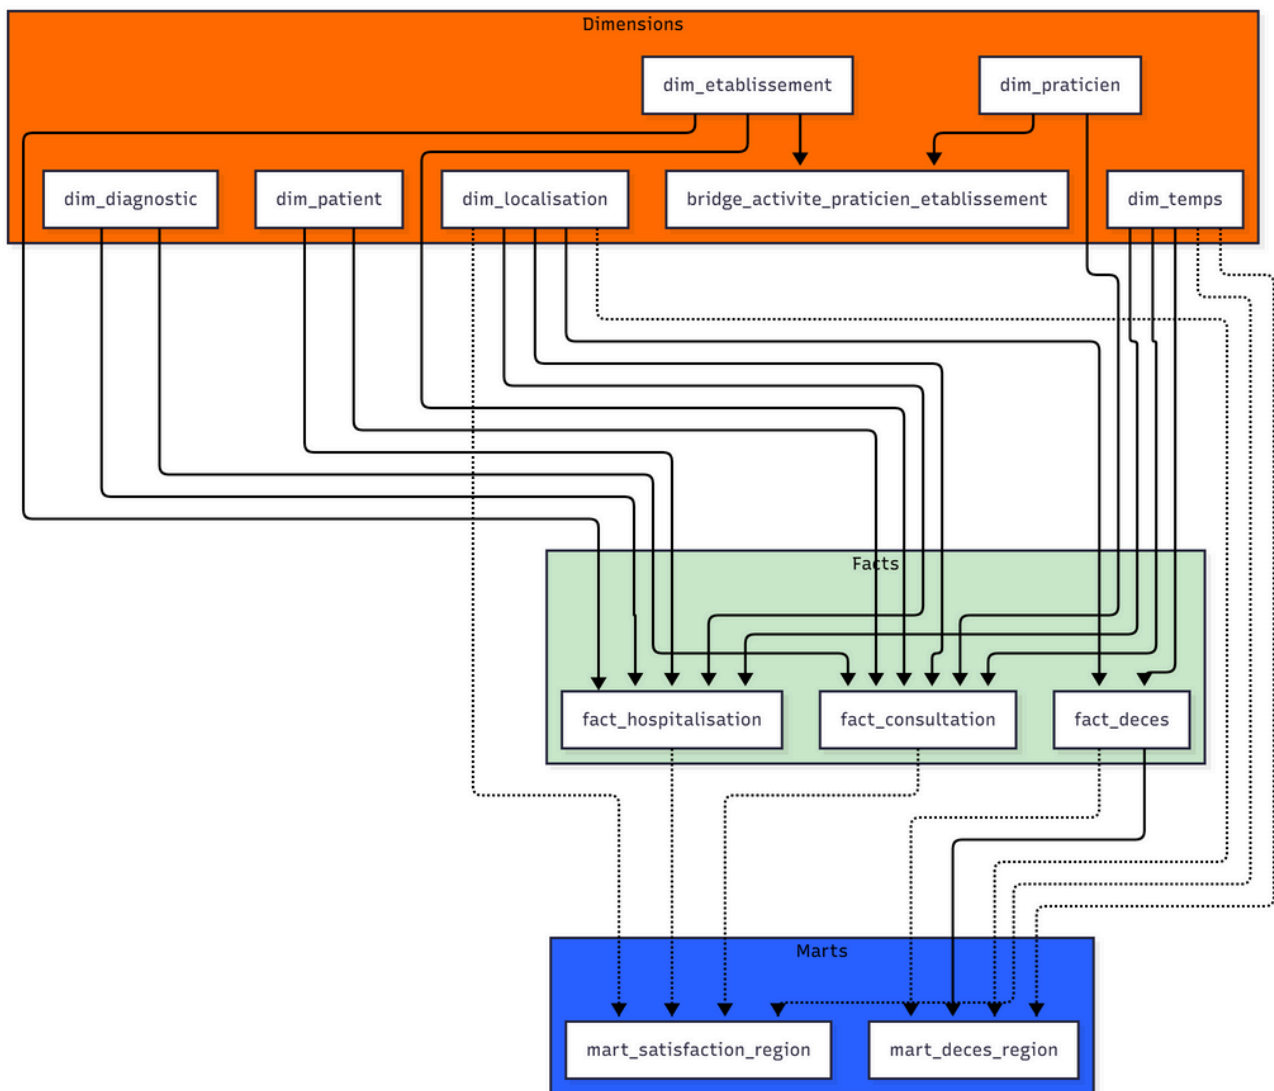 Dimensions
dim_etablissement
dim_praticien
dim_diagnostic
dim_patient
dim_localisation
bridge_activite_praticien_etablissement
dim_temps
Facts
fact_hospitalisation
fact_consultation
fact_deces
Marts
mart_satisfaction_region
mart_deces_region